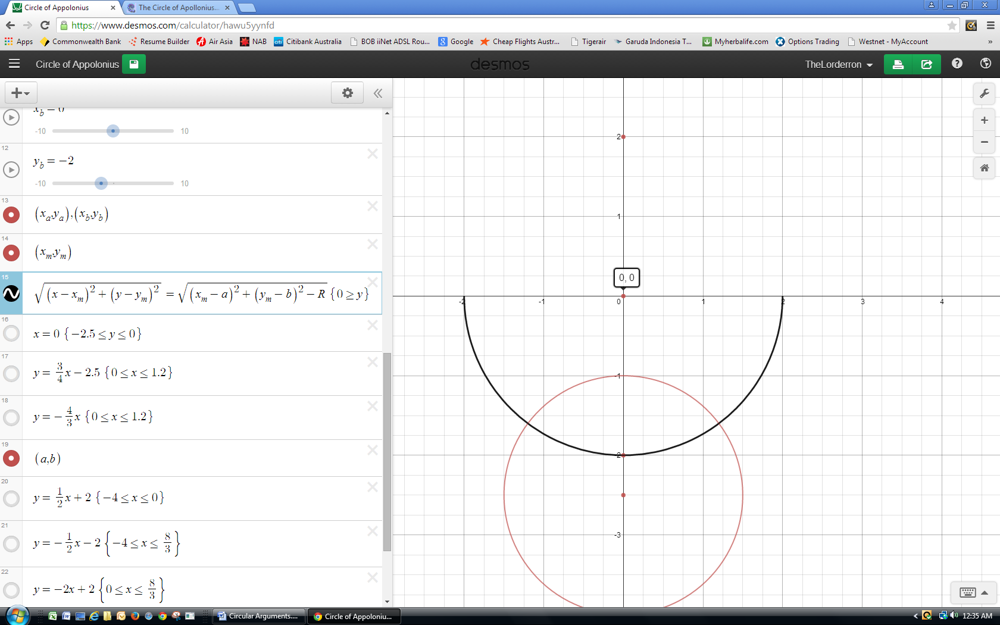 Circle of Appolonius
The Circle of Apollonius...
https://www.desmos.com/calculator/hawu5yynfd
Apps Commonwealth Bank Resume Builder Air Asia NAB citi Citibank Australia BOB iiNet ADSL Rou... 8 Google Cheap Flights Austr... Tigerair Garuda Indonesia T... Myherbalife.com Options Trading Westnet - MyAccount »
Circle of Appolonius
desmos
TheLorderron
x_b = 0
-10 10
12
y_b = −2
-10 10
13
(x_a,y_a),(x_b,y_b)
14
(x_m,y_m)
15
√((x−x_m)²+(y−y_m)²) = √((x_m−a)²+(y_m−b)²−R) {0≥y}
16
x=0 {−2.5≤y≤0}
17
y=3/4x−2.5 {0≤x≤1.2}
18
y=−4/3x {0≤x≤1.2}
19
(a,b)
20
y=1/2x+2 {−4≤x≤0}
21
y=−1/2x−2 {−4≤x≤8/3}
22
y=−2x+2 {0≤x≤8/3}
2
1
0, 0
-2 -1 0 1 2 3 4
-1
-2
-3
Circular Arguments....
Circle of Appoloniu...
12:35 AM